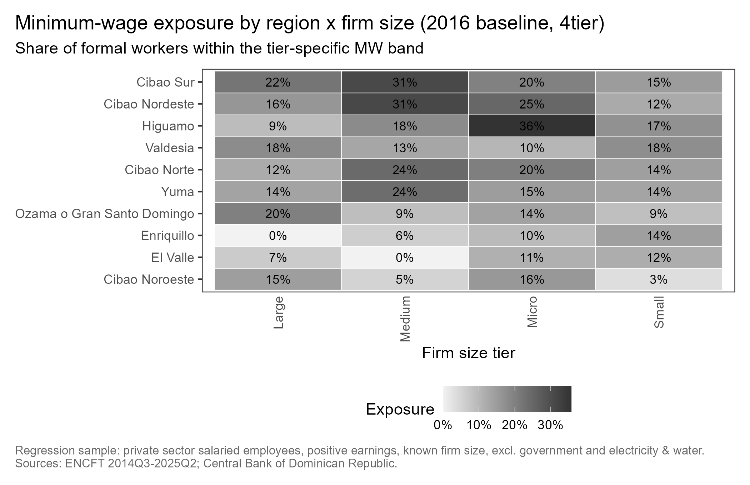 Minimum-wage exposure by region x firm size (2016 baseline, 4tier)
Share of formal workers within the tier-specific MW band
Cibao Sur 22% 31% 20% 15%
Cibao Nordeste 16% 31% 25% 12%
Higuamo 9% 18% 36% 17%
Valdesia 18% 13% 10% 18%
Cibao Norte 12% 24% 20% 14%
Yuma 14% 24% 15% 14%
Ozama o Gran Santo Domingo 20% 9% 14% 9%
Enriquillo 0% 6% 10% 14%
El Valle 7% 0% 11% 12%
Cibao Noroeste 15% 5% 16% 3%
Large Medium Micro Small
Firm size tier
Exposure
0% 10% 20% 30%
Regression sample: private sector salaried employees, positive earnings, known firm size, excl. government and electricity & water.
Sources: ENCFT 2014Q3-2025Q2; Central Bank of Dominican Republic.